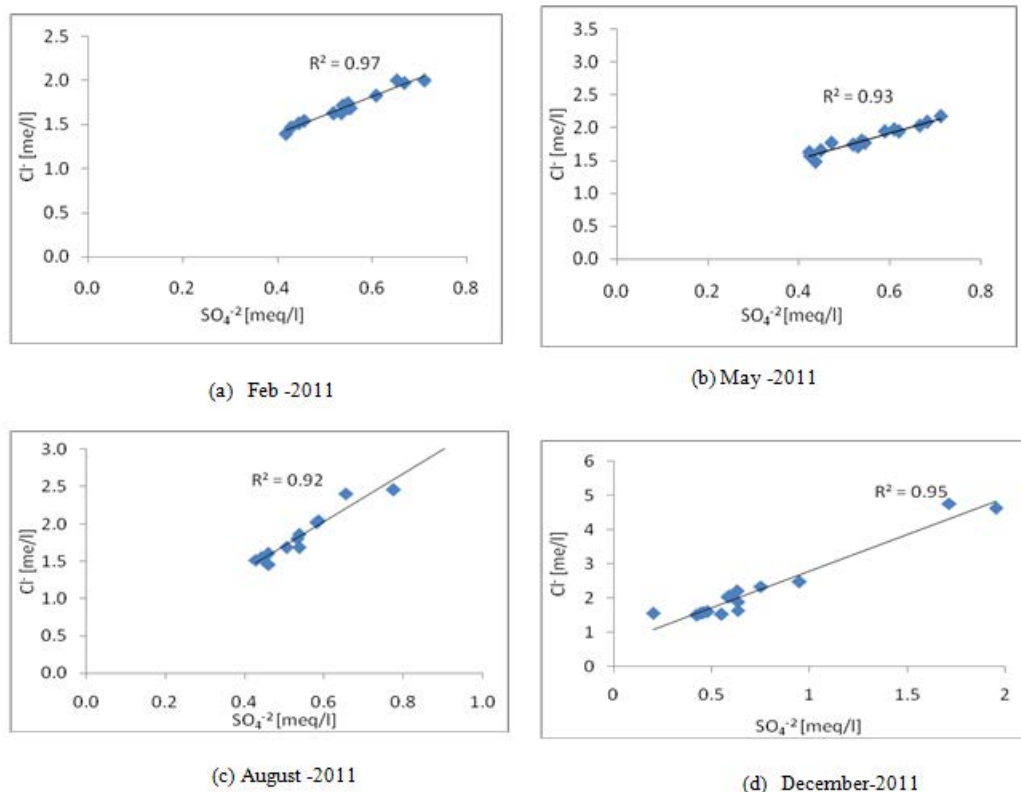 2.5
2.0
1.5
1.0
0.5
0.0
Cl⁻ [me/l]
R² = 0.97
0.0 0.2 0.4 0.6 0.8
SO₄⁻² [meq/l]
(a) Feb -2011
3.5
3.0
2.5
2.0
1.5
1.0
0.5
0.0
Cl⁻ [me/l]
R² = 0.93
0.0 0.2 0.4 0.6 0.8
SO₄⁻² [meq/l]
(b) May -2011
3.0
2.5
2.0
1.5
1.0
0.5
0.0
Cl⁻ [me/l]
R² = 0.92
0.0 0.2 0.4 0.6 0.8 1.0
SO₄⁻² [meq/l]
(c) August -2011
6
5
4
3
2
1
0
Cl⁻ [me/l]
R² = 0.95
0 0.5 1 1.5 2
SO₄⁻² [meq/l]
(d) December-2011